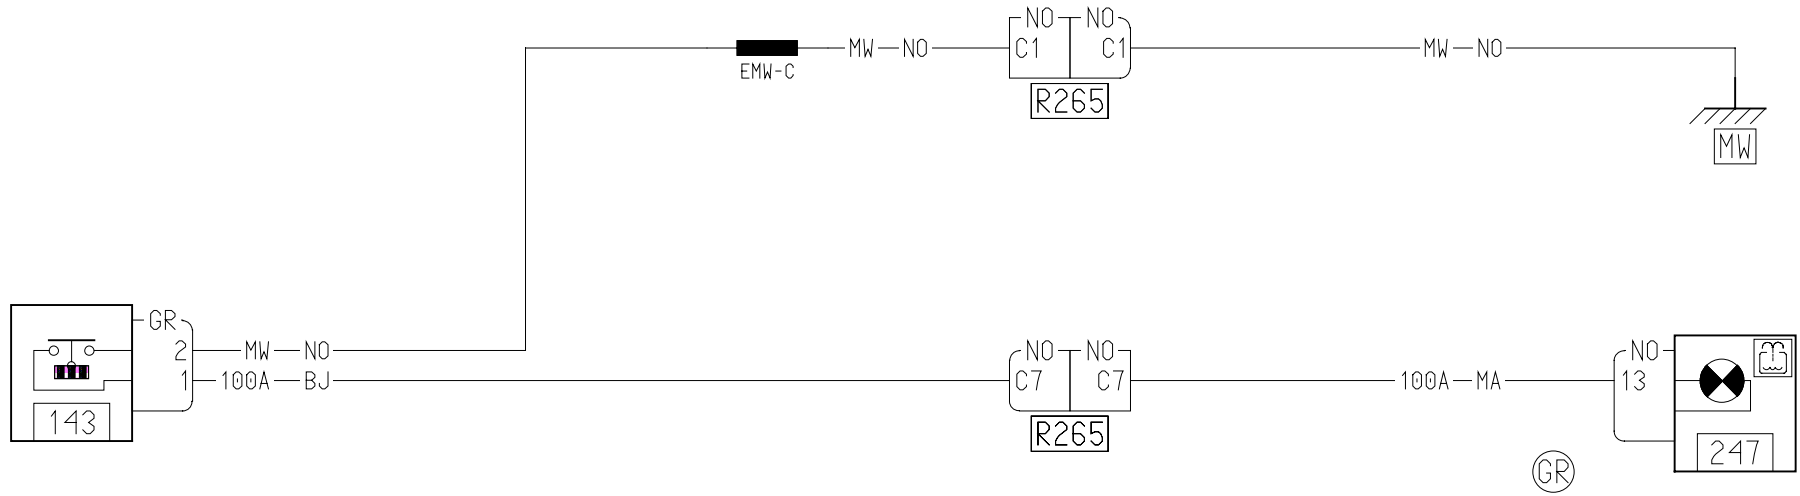 NO NO
MW NO C1 C1 MW NO
EMW-C
R265
MW
GR
2 MW NO
NO NO NO
1 100A BJ C7 C7 100A MA 13
143 R265 247
GR